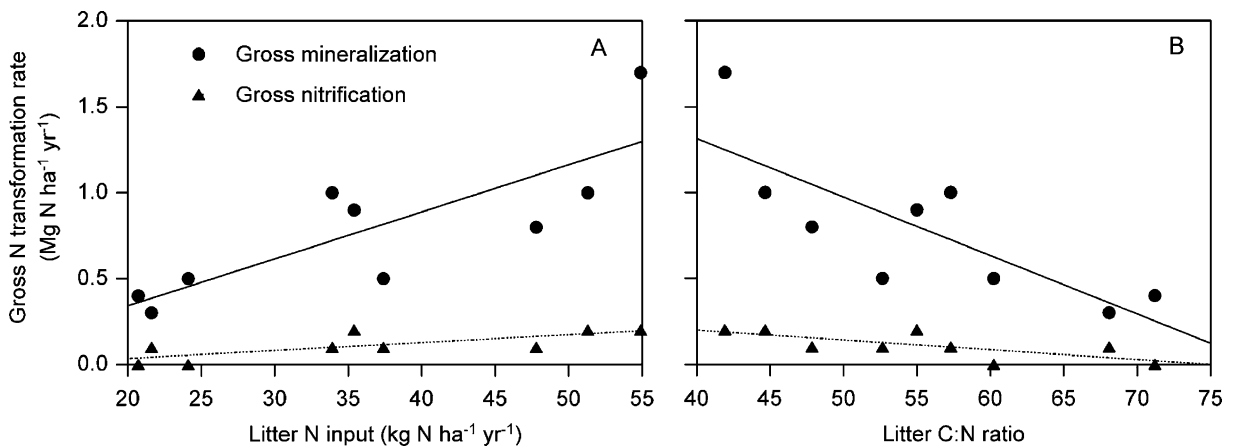 2.0
1.5
1.0
0.5
0.0
Gross N transformation rate
(Mg N ha⁻¹ yr⁻¹)
Gross mineralization
Gross nitrification
A
20 25 30 35 40 45 50 55
Litter N input (kg N ha⁻¹ yr⁻¹)
B
40 45 50 55 60 65 70 75
Litter C:N ratio